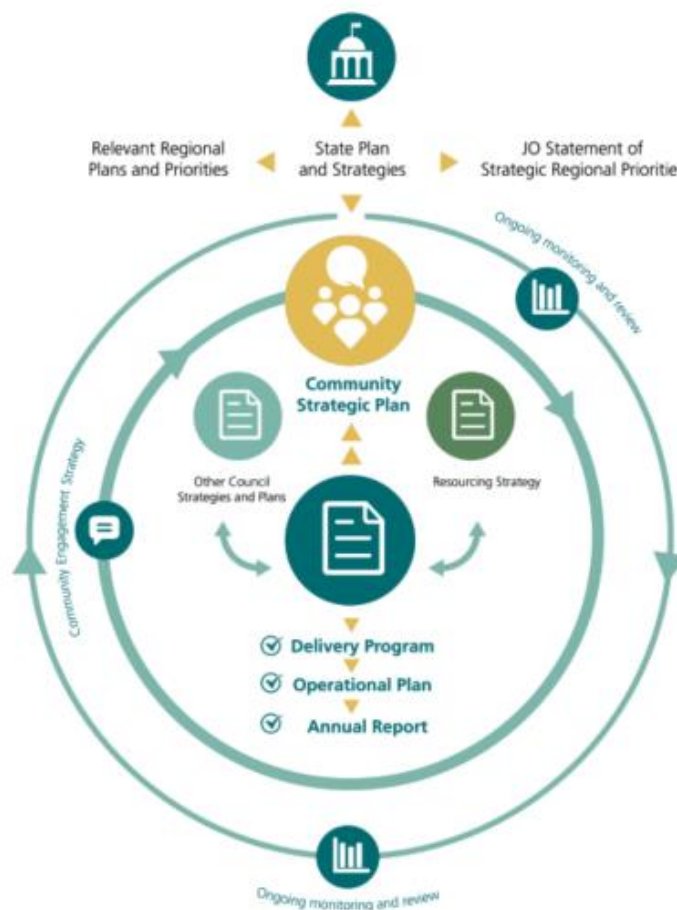 Relevant Regional
Plans and Priorities
State Plan
and Strategies
JO Statement of
Strategic Regional Prioritie
Ongoing monitoring and review
Community
Strategic Plan
Other Council
Strategies and Plans
Resourcing Strategy
Community Engagement Strategy
Delivery Program
Operational Plan
Annual Report
Ongoing monitoring and review